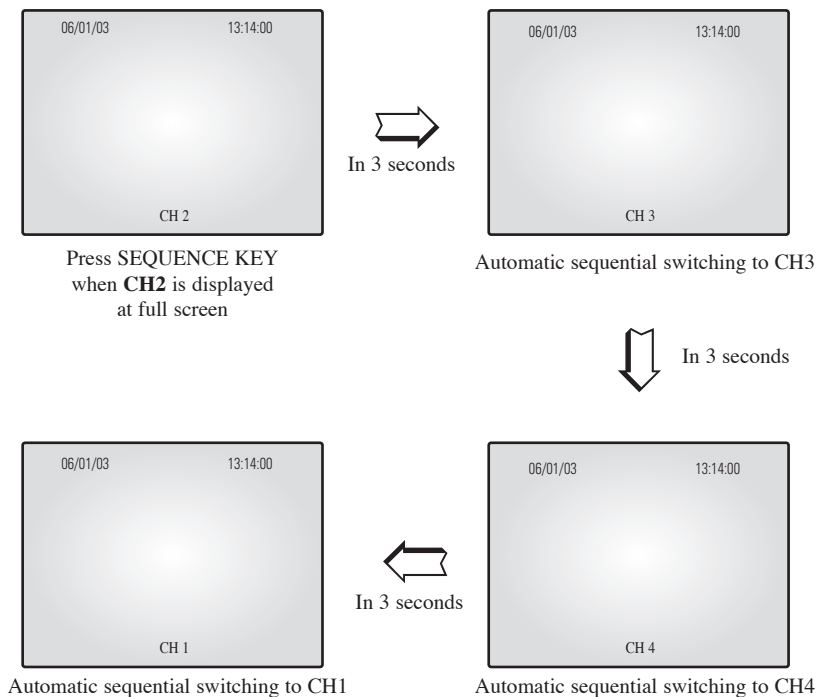 06/01/03 13:14:00
CH 2
Press SEQUENCE KEY
when CH2 is displayed
at full screen
In 3 seconds
06/01/03 13:14:00
CH 3
Automatic sequential switching to CH3
In 3 seconds
06/01/03 13:14:00
CH 4
Automatic sequential switching to CH4
In 3 seconds
06/01/03 13:14:00
CH 1
Automatic sequential switching to CH1